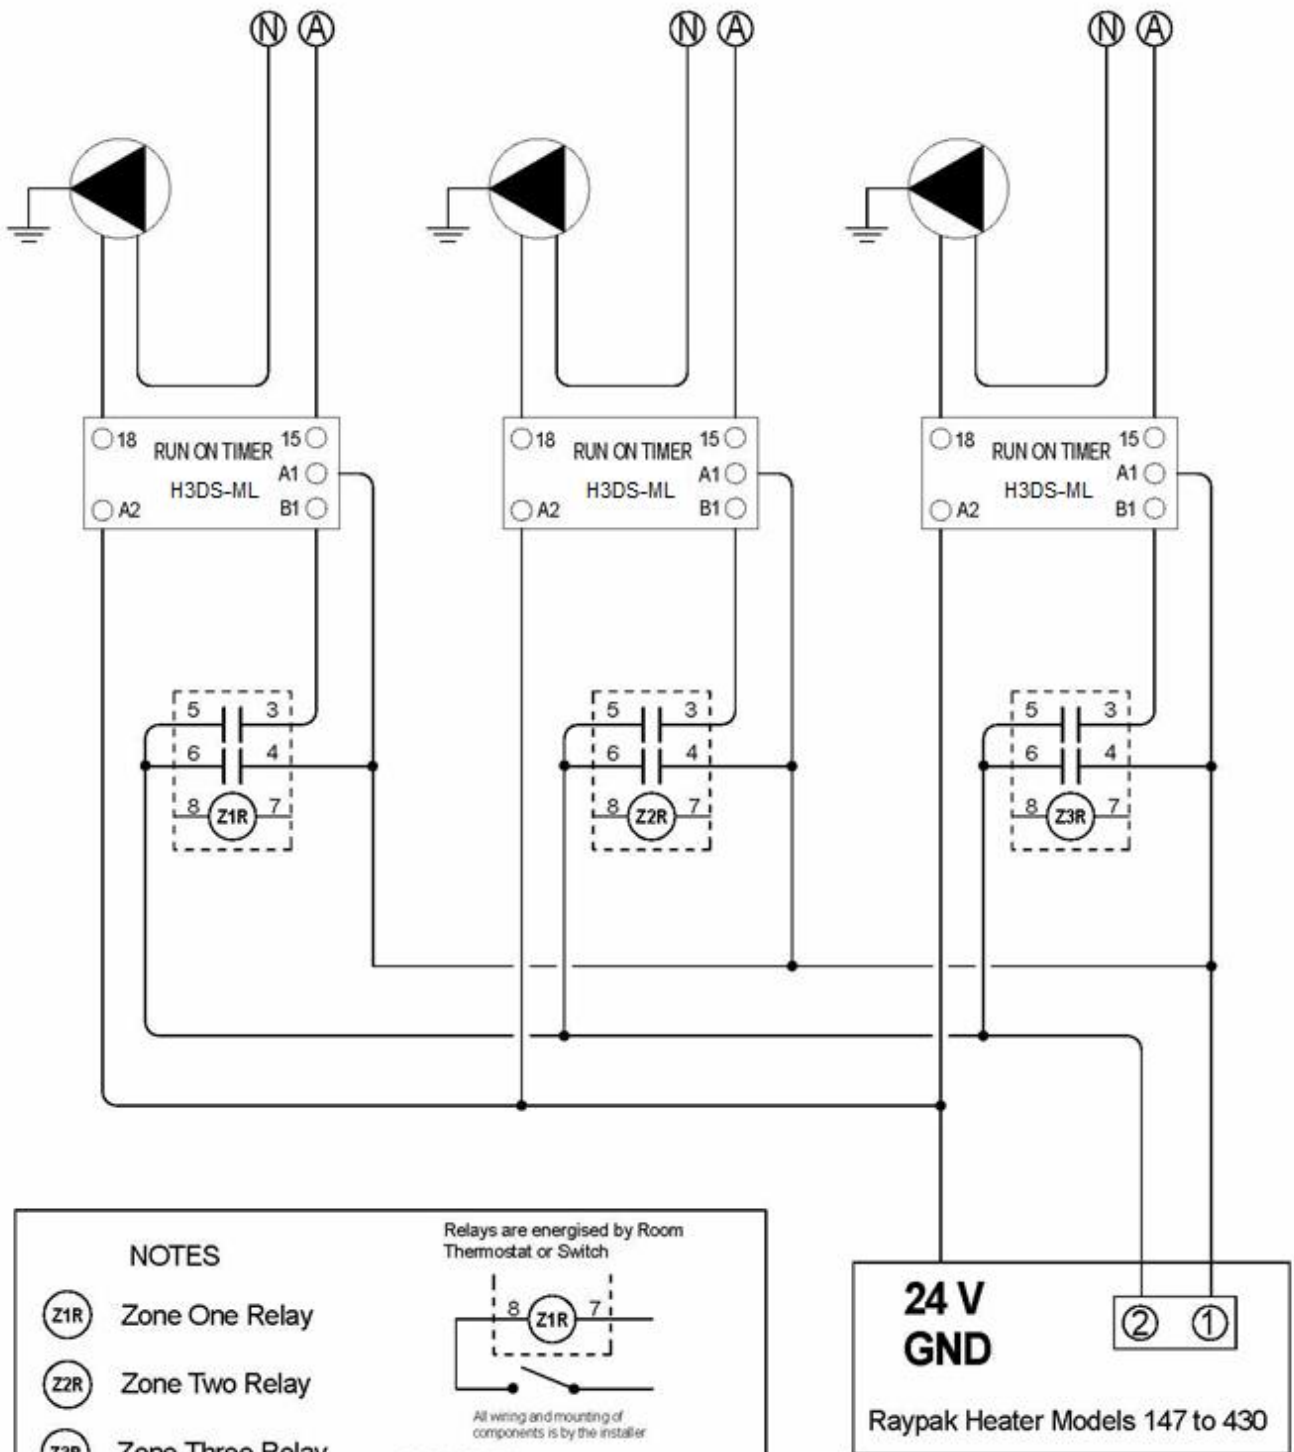 N A N A N A
18 RUN ON TIMER 15 18 RUN ON TIMER 15 18 RUN ON TIMER 15
H3DS-ML A1 H3DS-ML A1 H3DS-ML A1
A2 B1 A2 B1 A2 B1
5 3 5 3 5 3
6 4 6 4 6 4
8 Z1R 7 8 Z2R 7 8 Z3R 7
NOTES
Z1R Zone One Relay
Z2R Zone Two Relay
Z3R Zone Three Relay
Relays are energised by Room
Thermostat or Switch
8 Z1R 7
All wiring and mounting of
components is by the installer
24 V
GND
2 1
Raypak Heater Models 147 to 430